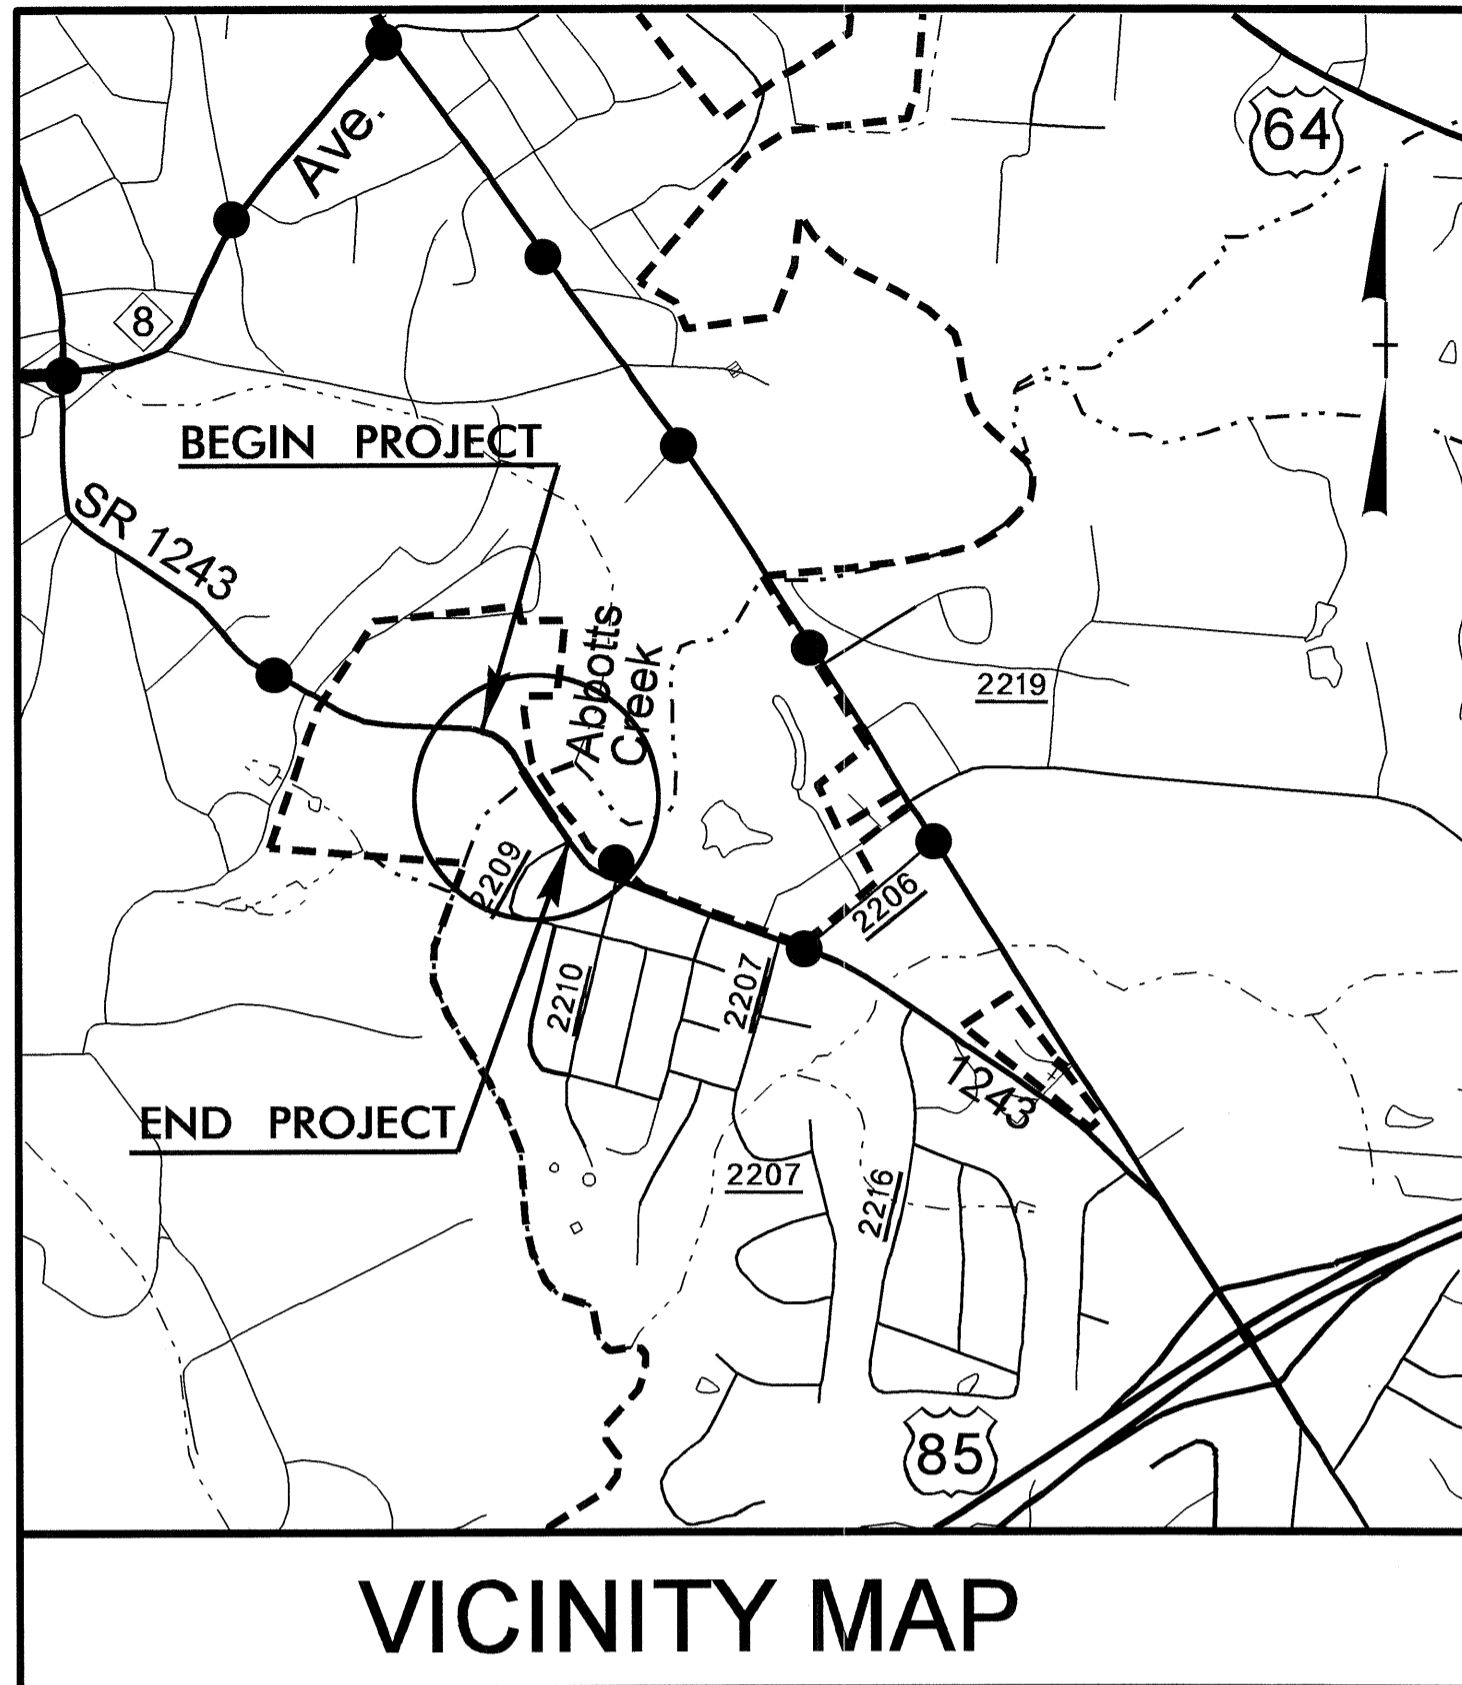 64
Ave.
8
BEGIN PROJECT
SR 1243
Abbotts
Creek
2219
2209
2206
2210
2207
1243
END PROJECT
2207
2216
85
VICINITY MAP